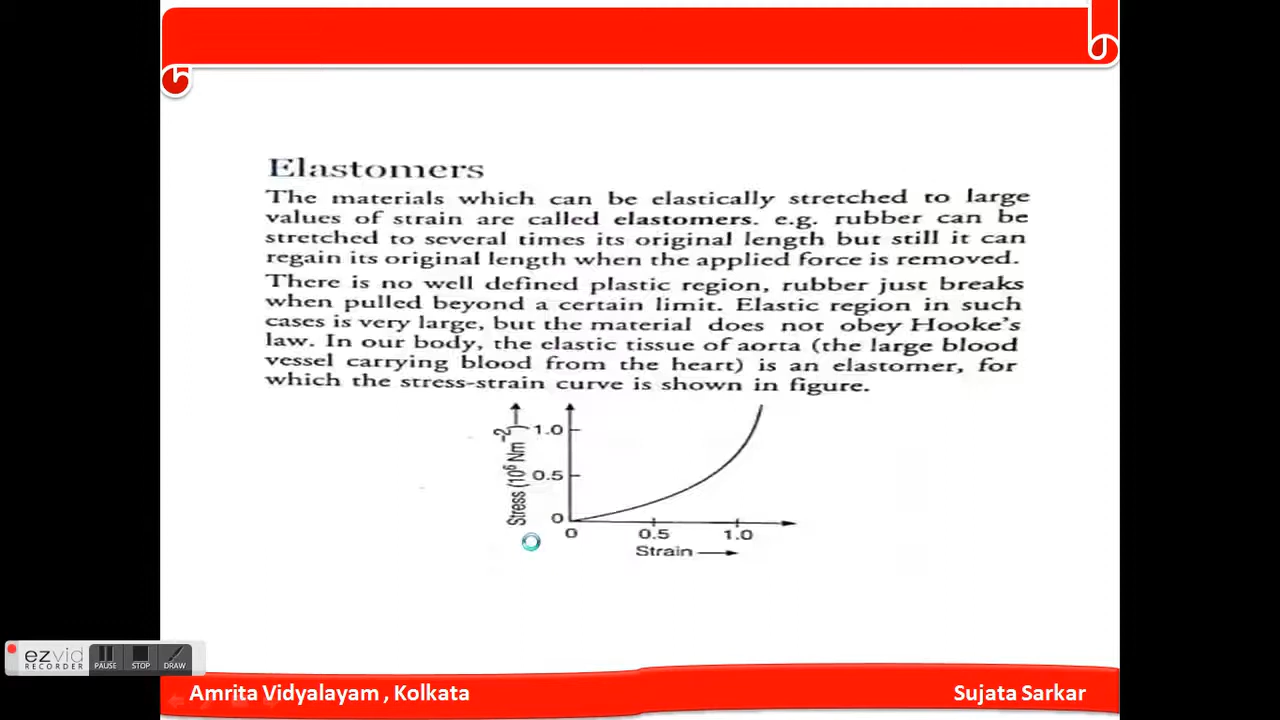 Elastomers
The materials which can be elastically stretched to large
values of strain are called elastomers. e.g. rubber can be
stretched to several times its original length but still it can
regain its original length when the applied force is removed.
There is no well defined plastic region, rubber just breaks
when pulled beyond a certain limit. Elastic region in such
cases is very large, but the material does not obey Hooke's
law. In our body, the elastic tissue of aorta (the large blood
vessel carrying blood from the heart) is an elastomer, for
which the stress-strain curve is shown in figure.
Stress (10⁶ Nm⁻²)
1.0
0.5
0
0 0.5 1.0
Strain
ezvid
RECORDER
PAUSE STOP DRAW
Amrita Vidyalayam , Kolkata
Sujata Sarkar